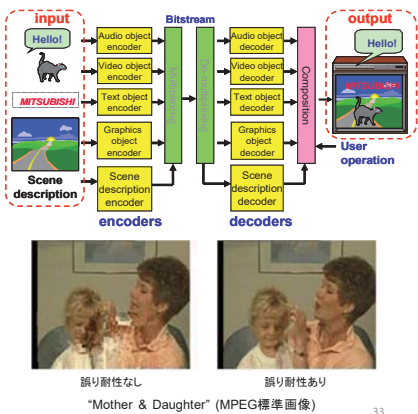 input
Bitstream
output
Hello!
Audio object
encoder
Audio object
decoder
Hello!
Video object
encoder
Video object
decoder
MITSUBISHI
Text object
encoder
Multiplexing
De-multiplexing
Text object
decoder
Composition
MITSUBISHI
Graphics
object
encoder
Graphics
object
decoder
User
operation
Scene
description
Scene
description
encoder
Scene
description
decoder
encoders
decoders
誤り耐性なし
誤り耐性あり
“Mother & Daughter” (MPEG標準画像)
33